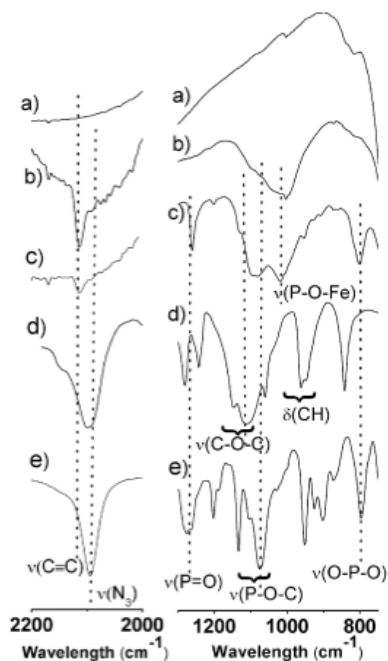 a)
b)
c)
d)
e)
ν(C≡C)
ν(N₃)
2200 2000
Wavelength (cm⁻¹)
a)
b)
c)
ν(P-O-Fe)
d)
δ(CH)
ν(C-O-C)
e)
ν(P=O)
ν(P-O-C)
ν(O-P-O)
1200 1000 800
Wavelength (cm⁻¹)